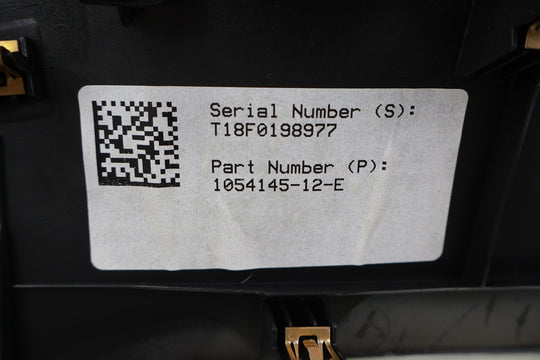 Serial Number (S):
T18F0198977
Part Number (P):
1054145-12-E